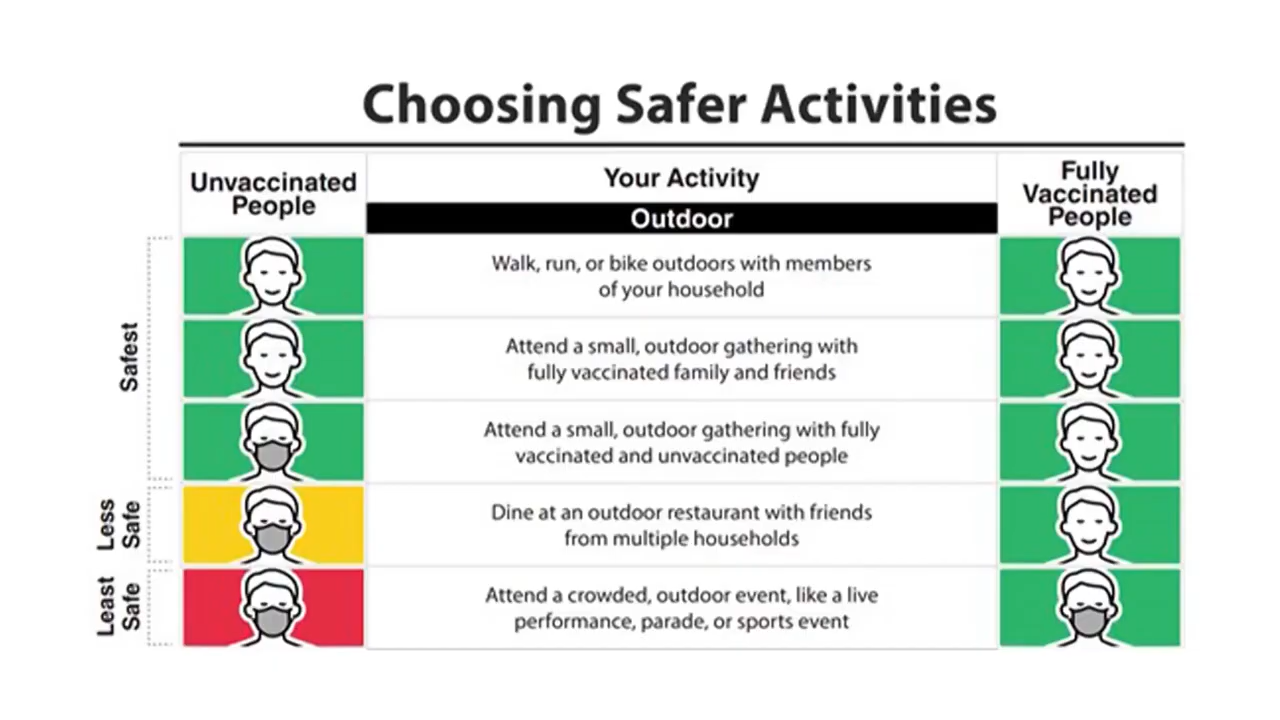 Choosing Safer Activities
Unvaccinated
People
Your Activity
Outdoor
Fully
Vaccinated
People
Safest
Walk, run, or bike outdoors with members
of your household
Attend a small, outdoor gathering with
fully vaccinated family and friends
Attend a small, outdoor gathering with fully
vaccinated and unvaccinated people
Less
Safe
Dine at an outdoor restaurant with friends
from multiple households
Least
Safe
Attend a crowded, outdoor event, like a live
performance, parade, or sports event